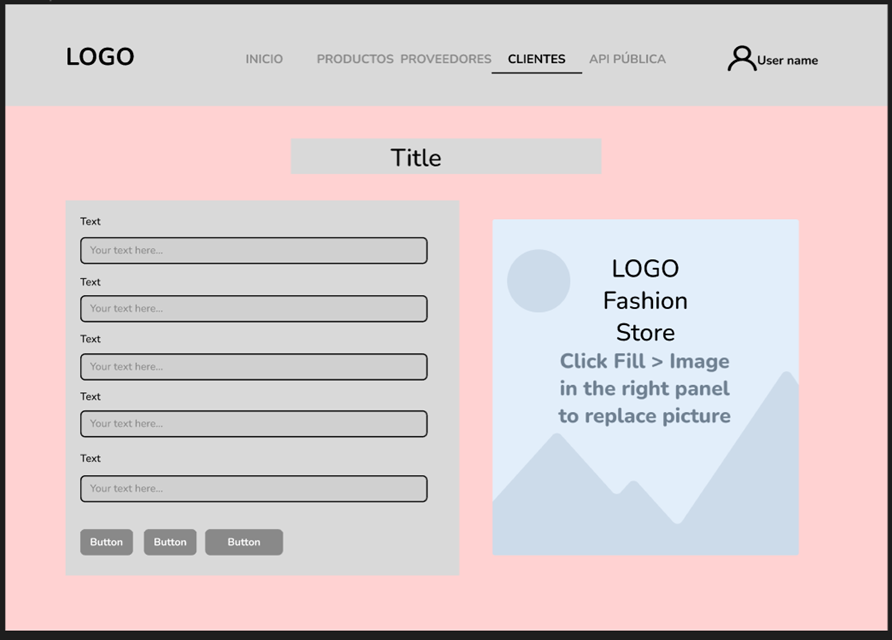 LOGO
INICIO PRODUCTOS PROVEEDORES CLIENTES API PÚBLICA
User name
Title
Text
Your text here...
Text
Your text here...
Text
Your text here...
Text
Your text here...
Text
Your text here...
Button Button Button
LOGO
Fashion
Store
Click Fill > Image
in the right panel
to replace picture